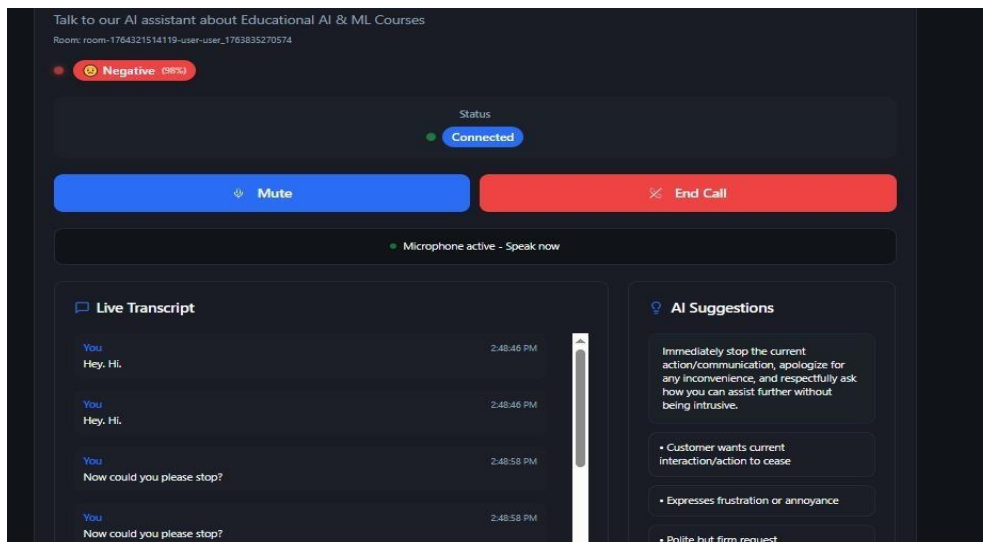 Talk to our AI assistant about Educational AI & ML Courses
Room: room-1764321514119-user-user_1763835270574
Negative (98%)
Status
Connected
Mute
End Call
Microphone active - Speak now
Live Transcript
You 2:48:46 PM
Hey. Hi.
You 2:48:46 PM
Hey. Hi.
You 2:48:58 PM
Now could you please stop?
You 2:48:58 PM
Now could you please stop?
AI Suggestions
Immediately stop the current
action/communication, apologize for
any inconvenience, and respectfully ask
how you can assist further without
being intrusive.
• Customer wants current
interaction/action to cease
• Expresses frustration or annoyance
• Polite but firm request